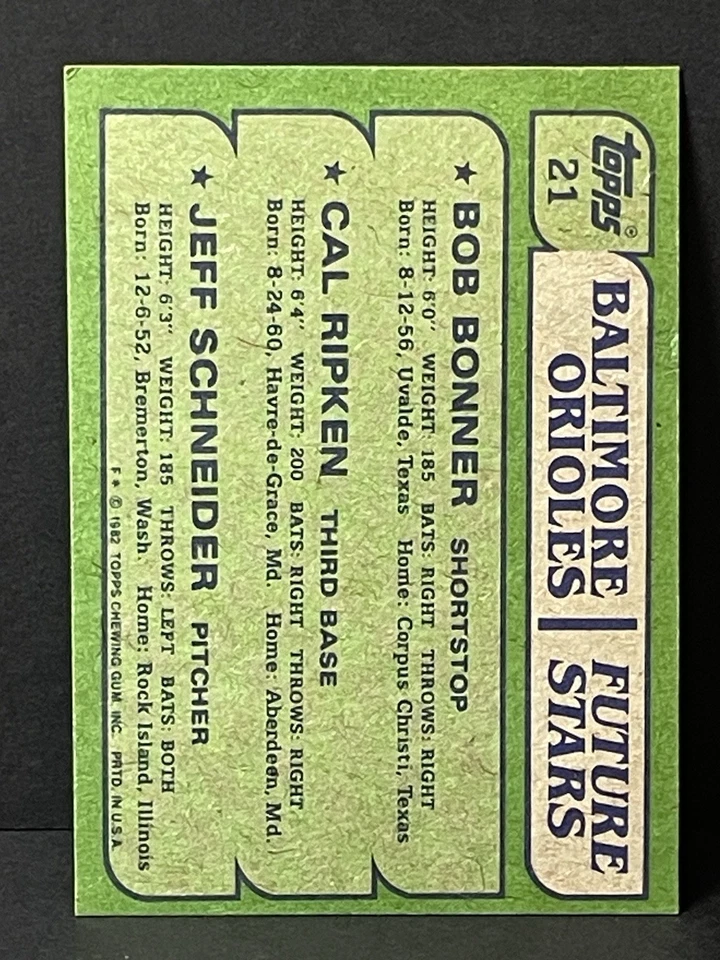 topps®
21
BALTIMORE
ORIOLES
FUTURE
STARS
★ BOB BONNER SHORTSTOP
HEIGHT: 6'0" WEIGHT: 185 BATS: RIGHT THROWS: RIGHT
Born: 8-12-56, Uvalde, Texas Home: Corpus Christi, Texas
★ CAL RIPKEN THIRD BASE
HEIGHT: 6'4" WEIGHT: 200 BATS: RIGHT THROWS: RIGHT
Born: 8-24-60, Havre-de-Grace, Md. Home: Aberdeen, Md.
★ JEFF SCHNEIDER PITCHER
HEIGHT: 6'3" WEIGHT: 185 THROWS: LEFT BATS: BOTH
Born: 12-6-52, Bremerton, Wash. Home: Rock Island, Illinois
F* © 1982 TOPPS CHEWING GUM, INC. PRTD. IN U.S.A.